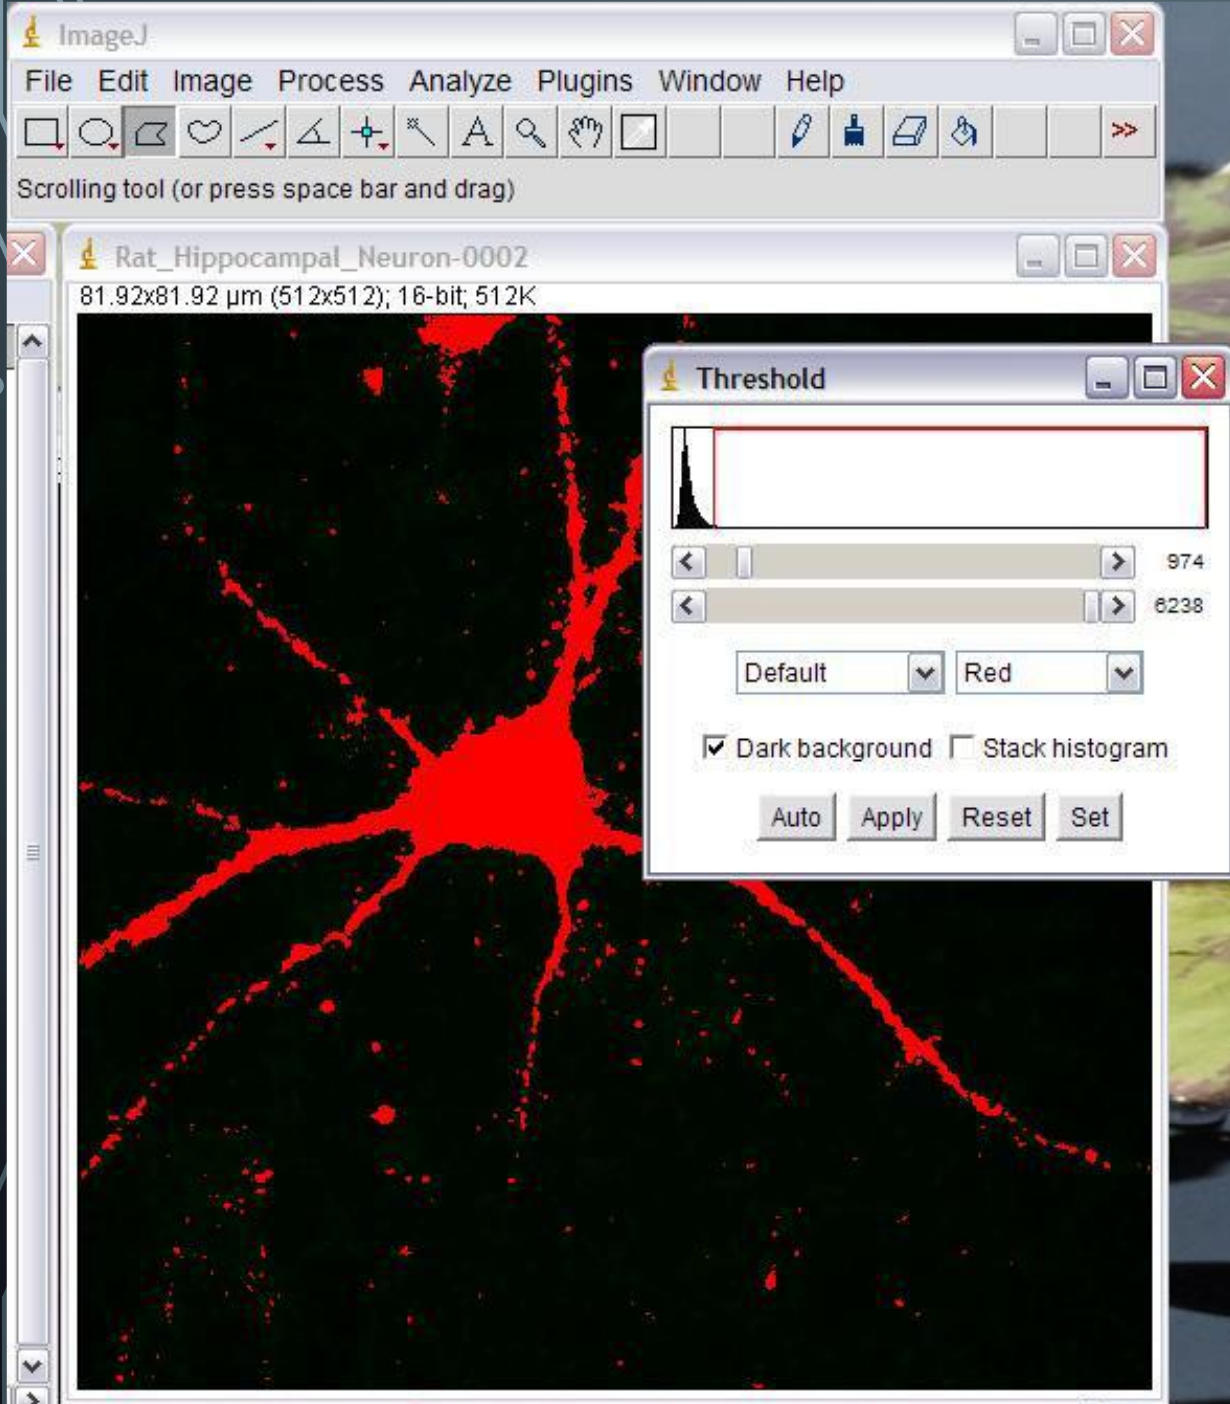 ImageJ
File Edit Image Process Analyze Plugins Window Help
A >>
Scrolling tool (or press space bar and drag)
Rat_Hippocampal_Neuron-0002
81.92x81.92 µm (512x512); 16-bit; 512K
Threshold
974
6238
Default Red
Dark background Stack histogram
Auto Apply Reset Set